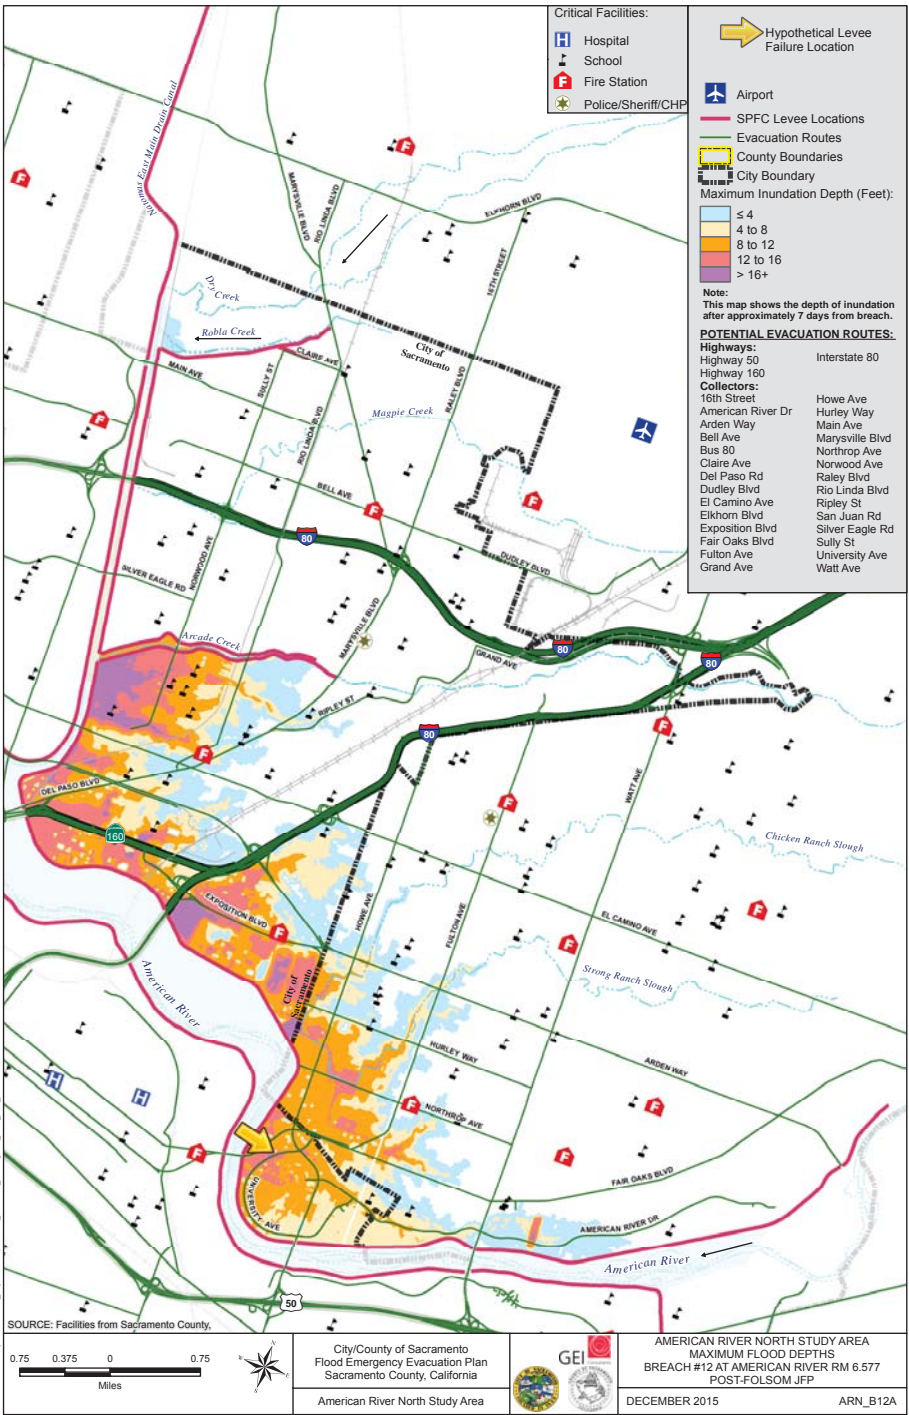 Critical Facilities:
Hospital
School
Fire Station
Police/Sheriff/CHP
Hypothetical Levee
Failure Location
Airport
SPFC Levee Locations
Evacuation Routes
County Boundaries
City Boundary
Maximum Inundation Depth (Feet):
≤ 4
4 to 8
8 to 12
12 to 16
> 16+
Note:
This map shows the depth of inundation
after approximately 7 days from breach.
POTENTIAL EVACUATION ROUTES:
Highways:
Highway 50
Interstate 80
Highway 160
Collectors:
16th Street
American River Dr
Arden Way
Bell Ave
Bus 80
Claire Ave
Del Paso Rd
Dudley Blvd
El Camino Ave
Elkhorn Blvd
Exposition Blvd
Fair Oaks Blvd
Fulton Ave
Grand Ave
Howe Ave
Hurley Way
Main Ave
Marysville Blvd
Northrop Ave
Norwood Ave
Raley Blvd
Rio Linda Blvd
Ripley St
San Juan Rd
Silver Eagle Rd
Sully St
University Ave
Watt Ave
Natomas East Main Drain Canal
MARYSVILLE BLVD
RIO LINDA BLVD
ELKHORN BLVD
16TH STREET
Dry
Creek
Robla Creek
City of
Sacramento
CLAIRE AVE
MAIN AVE
SULLY ST
RIO LINDA BLVD
RALEY BLVD
Magpie Creek
BELL AVE
80
DUDLEY BLVD
NORWOOD AVE
SILVER EAGLE RD
MARYSVILLE BLVD
Arcade Creek
GRAND AVE
80
80
RIPLEY ST
80
DEL PASO BLVD
WATT AVE
160
Chicken Ranch Slough
EXPOSITION BLVD
HOWE AVE
FULTON AVE
EL CAMINO AVE
City of
Sacramento
Strong Ranch Slough
American River
HURLEY WAY
ARDEN WAY
NORTHROP AVE
FAIR OAKS BLVD
UNIVERSITY AVE
AMERICAN RIVER DR
American River
50
SOURCE: Facilities from Sacramento County,
0.75 0.375 0 0.75
Miles
N
E
S
W
City/County of Sacramento
Flood Emergency Evacuation Plan
Sacramento County, California
American River North Study Area
GEI
AMERICAN RIVER NORTH STUDY AREA
MAXIMUM FLOOD DEPTHS
BREACH #12 AT AMERICAN RIVER RM 6.577
POST-FOLSOM JFP
DECEMBER 2015
ARN_B12A